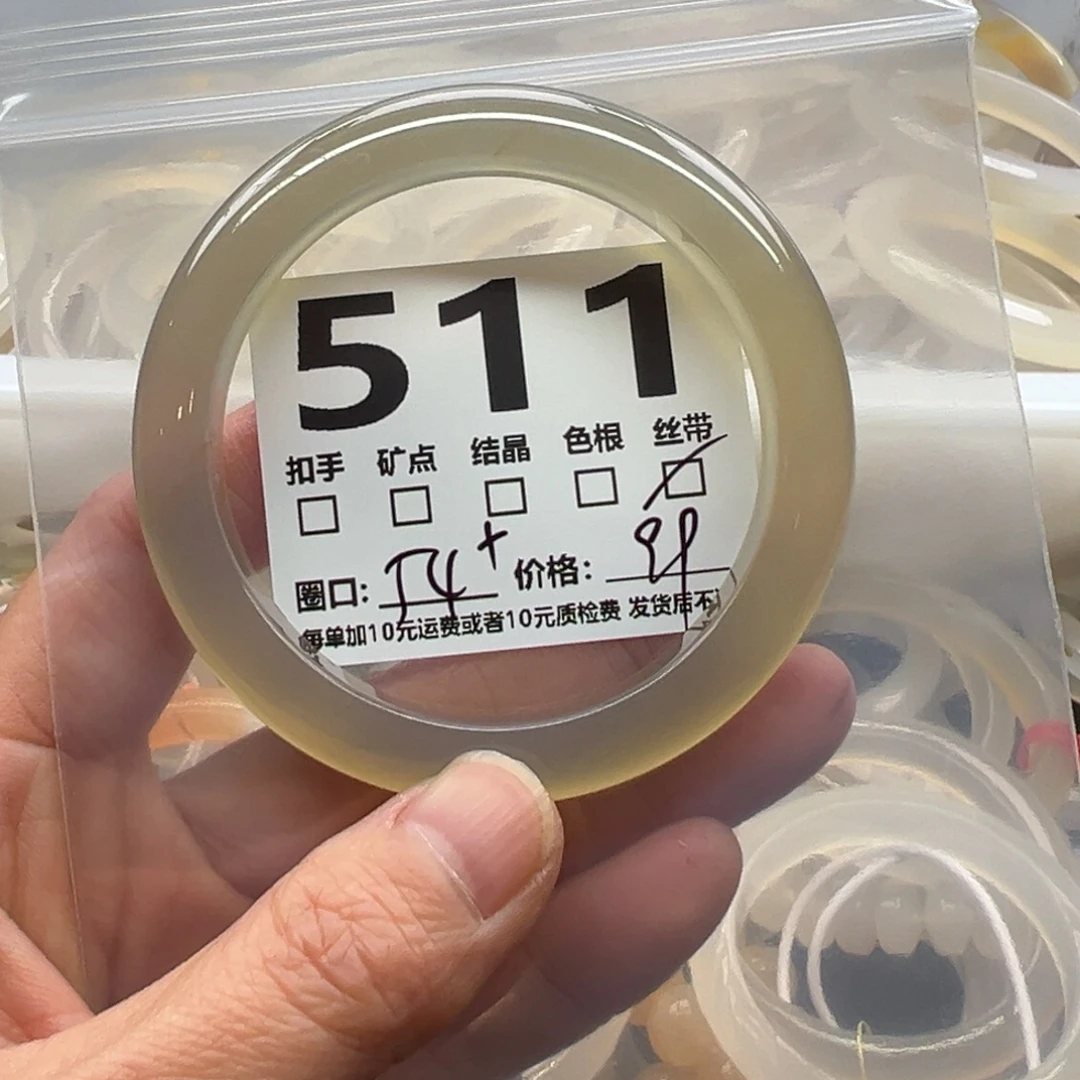 511
扣手 矿点 结晶 色根 丝带
圈口: 54+ 价格:
每单加10元运费或者10元质检费 发货后不